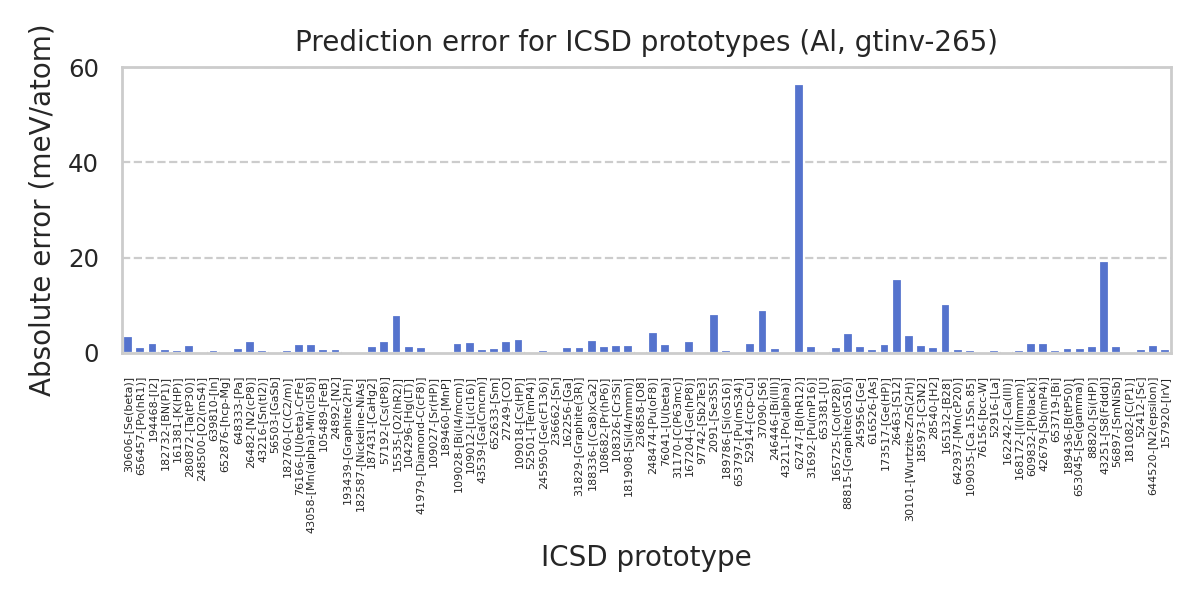 Prediction error for ICSD prototypes (Al, gtinv-265)
Absolute error (meV/atom)
60
40
20
0
30606-[Se(beta)]
656457-[Po(hR1)]
194468-[I2]
182732-[BN(P1)]
16381-[K(HP)]
280872-[Ta(tP30)]
248500-[O2(mS4)]
639810-[In]
652876-[hcp-Mg]
648333-[Pa]
26482-[N2(cP8)]
43216-[Sn(tI2)]
56503-[GaSb]
182760-[C(C2/m)]
76166-[U(beta)-CrFe]
43058-[Mn(alpha)-Mn(cI58)]
105489-[FeB]
24892-[N2]
193439-[Graphite(2H)]
182587-[Nickeline-NiAs]
187431-[CaHg2]
57192-[Cs(tP8)]
15535-[O2(hR2)]
104296-[Hg(LT)]
41979-[Diamond-C(cF8)]
109027-[Sr(HP)]
189460-[MnP]
109028-[Bi(I4/mcm)]
109012-[Li(cI16)]
43539-[Ga(Cmcm)]
652633-[Sm]
27249-[CO]
109018-[Cs(HP)]
52501-[Te(mP4)]
245950-[Ge(cF136)]
236662-[Sn]
162256-[Ga]
31829-[Graphite(3R)]
188336-[(Ca8)xCa2]
108682-[Pr(hP6)]
108326-[Cr3Si]
181908-[Si(I4/mmm)]
236858-[O8]
248474-[Pu(oF8)]
76041-[U(beta)]
31170-[C(P63mc)]
167204-[Ge(hP8)]
97742-[Sb2Te3]
2091-[Se3S5]
189786-[Si(oS16)]
653797-[Pu(mS34)]
52914-[ccp-Cu]
37090-[S6]
246446-[Bi(III)]
43211-[Po(alpha)]
62747-[B(hR12)]
31692-[Pu(mP16)]
653381-[U]
165725-[Co(tP28)]
88815-[Graphite(oS16)]
245956-[Ge]
616526-[As]
173517-[Ge(HP)]
26463-[S12]
30101-[Wurtzite-ZnS(2H)]
185973-[C3N2]
28540-[H2]
165132-[B28]
642937-[Mn(cP20)]
109035-[Ca.15Sn.85]
76156-[bcc-W]
52916-[La]
162242-[Ca(III)]
168172-[I(Immm)]
609832-[P(black)]
42679-[Sb(mP4)]
653719-[Bi]
189436-[B(tP50)]
653045-[Se(gamma)]
88820-[Si(HP)]
43251-[S8(Fddd)]
56897-[SmNiSb]
181082-[C(P1)]
52412-[Sc]
644520-[N2(epsilon)]
157920-[IrV]
ICSD prototype